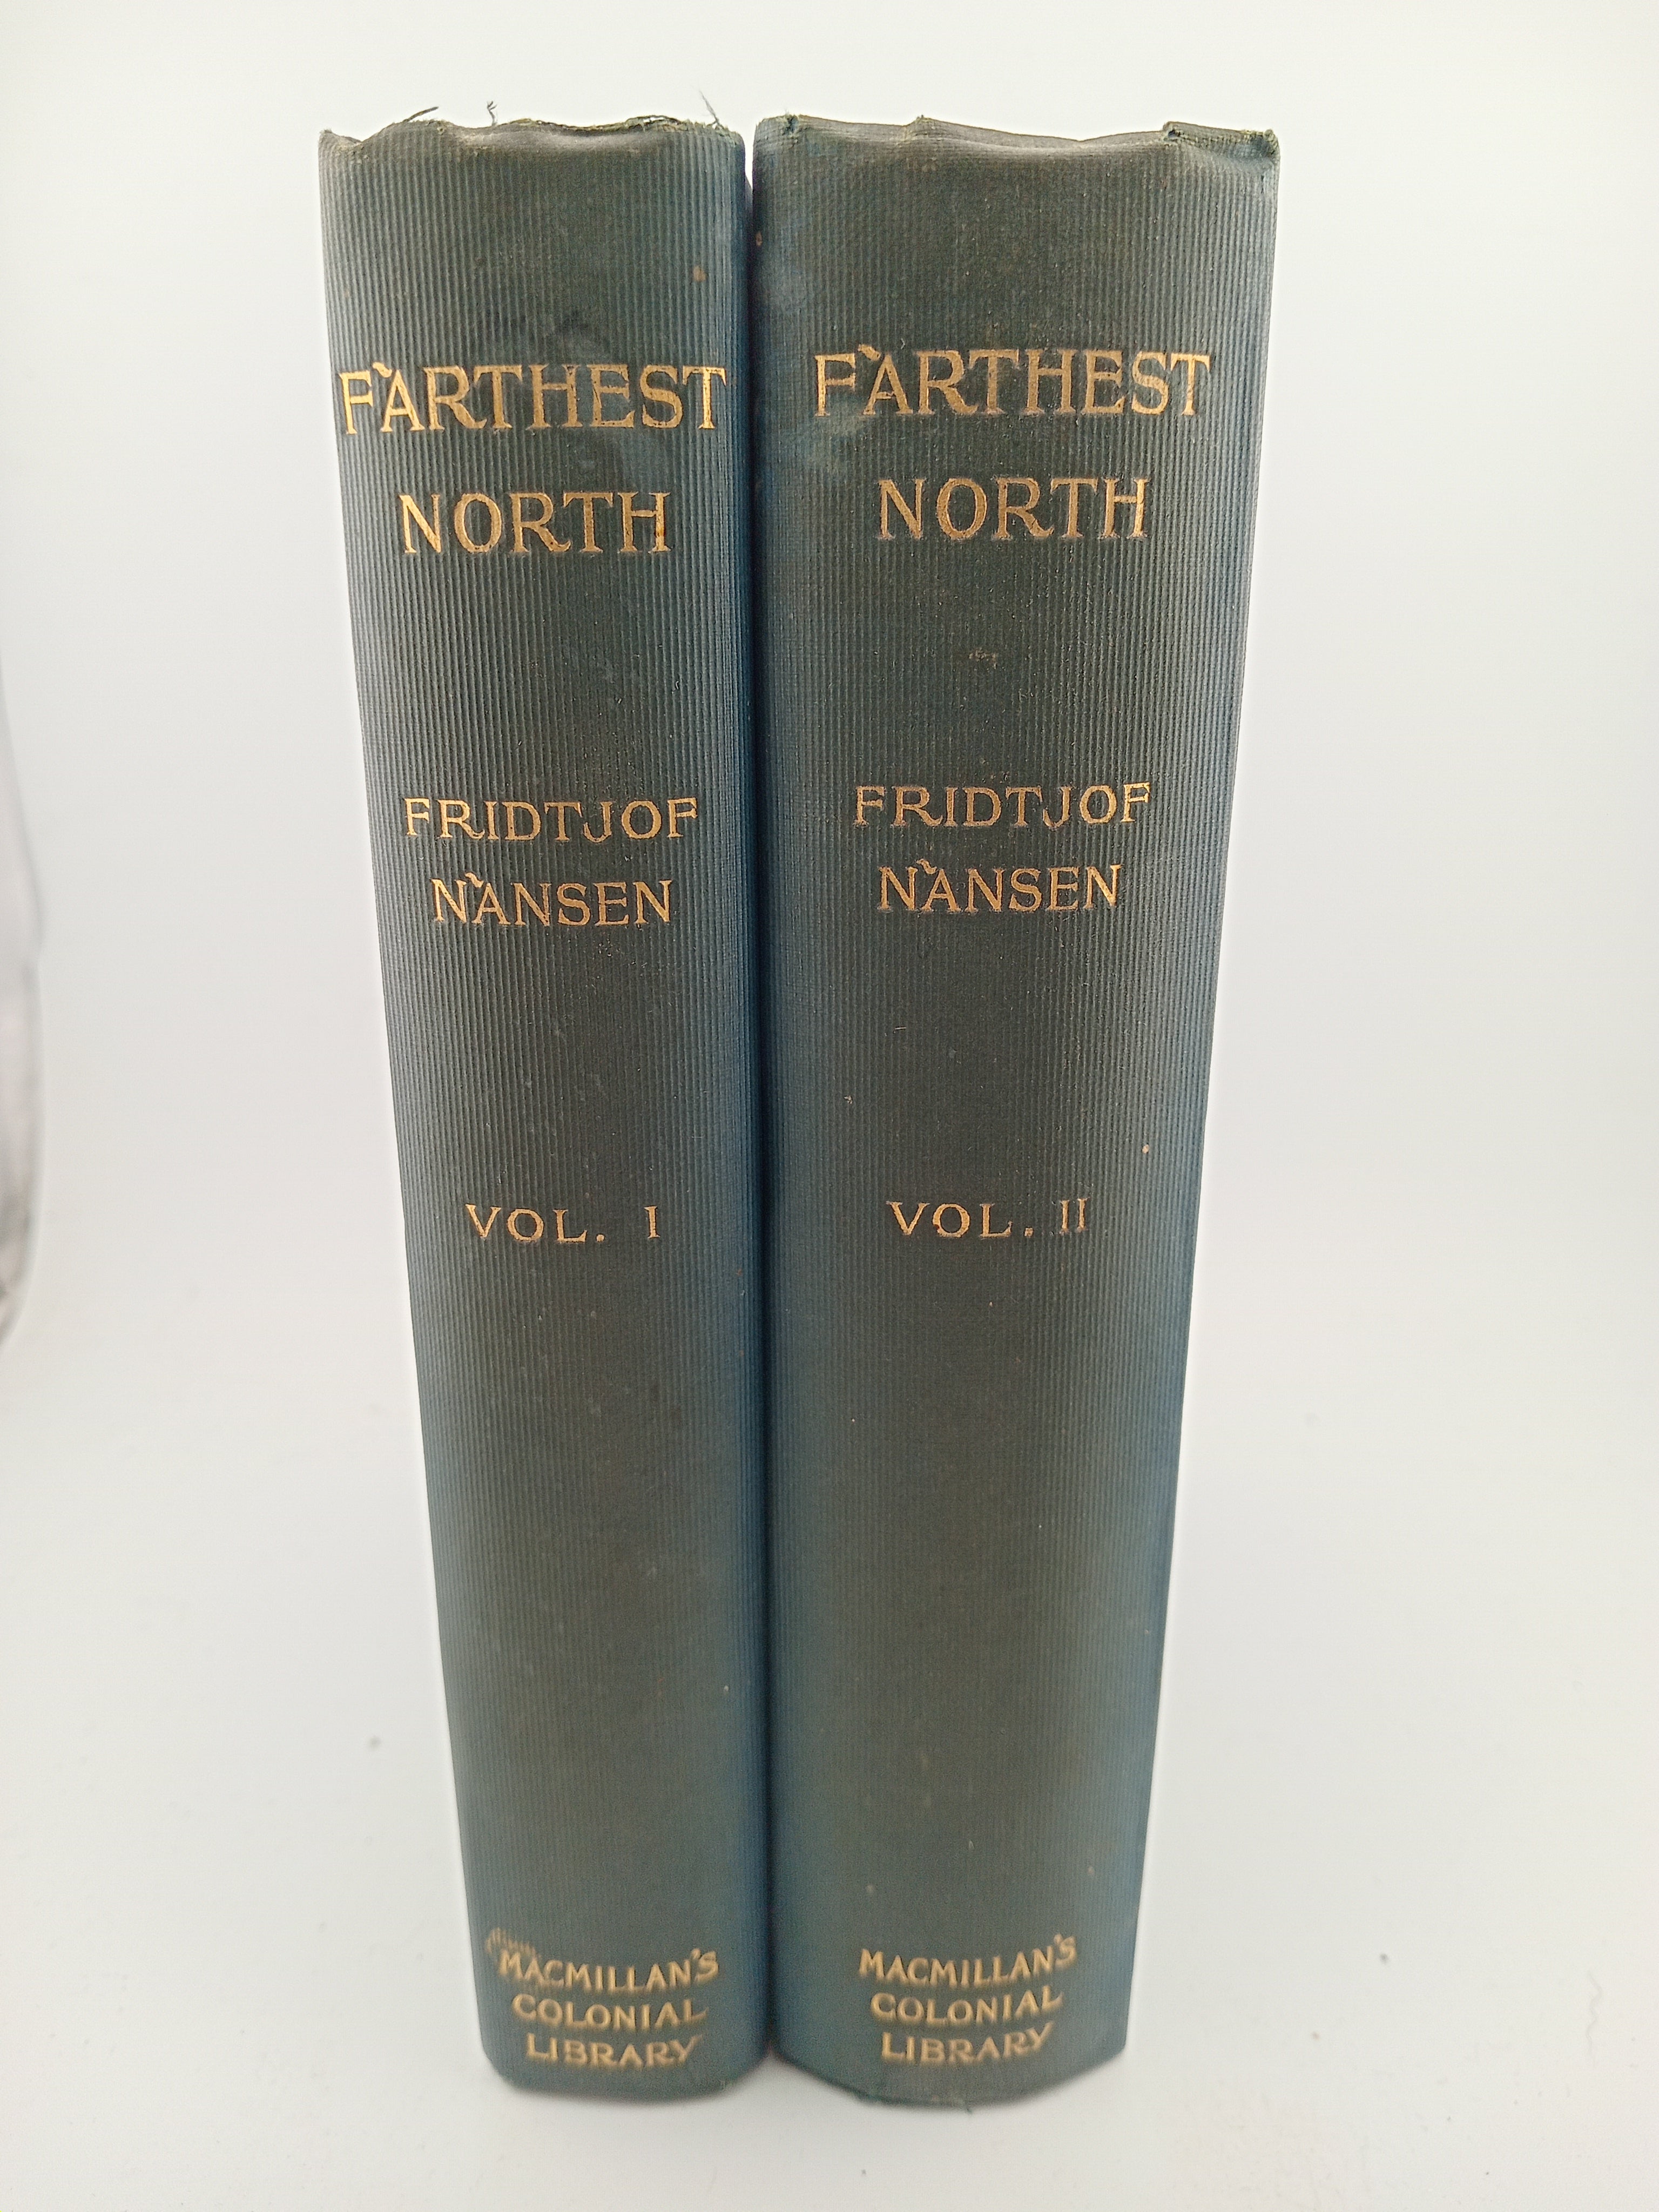 FARTHEST
NORTH
FRIDTJOF
NANSEN
VOL. I
MACMILLAN'S
COLONIAL
LIBRARY
FARTHEST
NORTH
FRIDTJOF
NANSEN
VOL. II
MACMILLAN'S
COLONIAL
LIBRARY